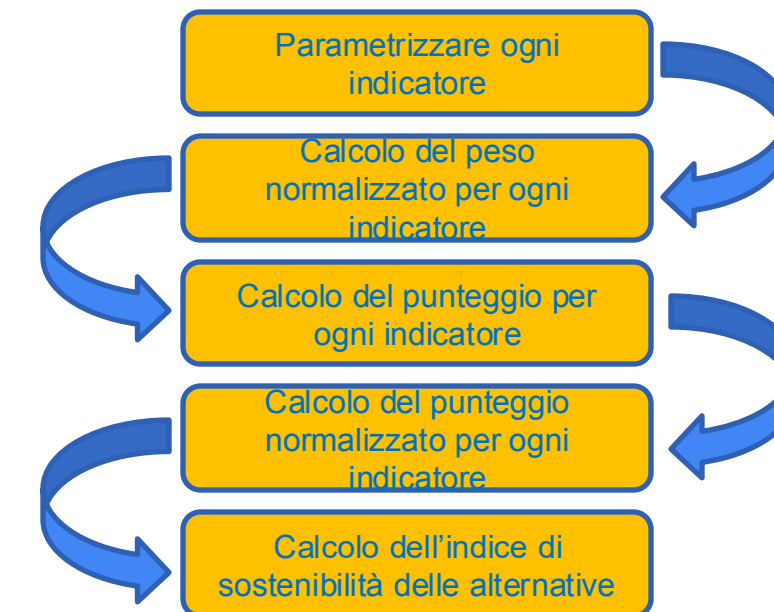 Parametrizzare ogni
indicatore
Calcolo del peso
normalizzato per ogni
indicatore
Calcolo del punteggio per
ogni indicatore
Calcolo del punteggio
normalizzato per ogni
indicatore
Calcolo dell'indice di
sostenibilità delle alternative